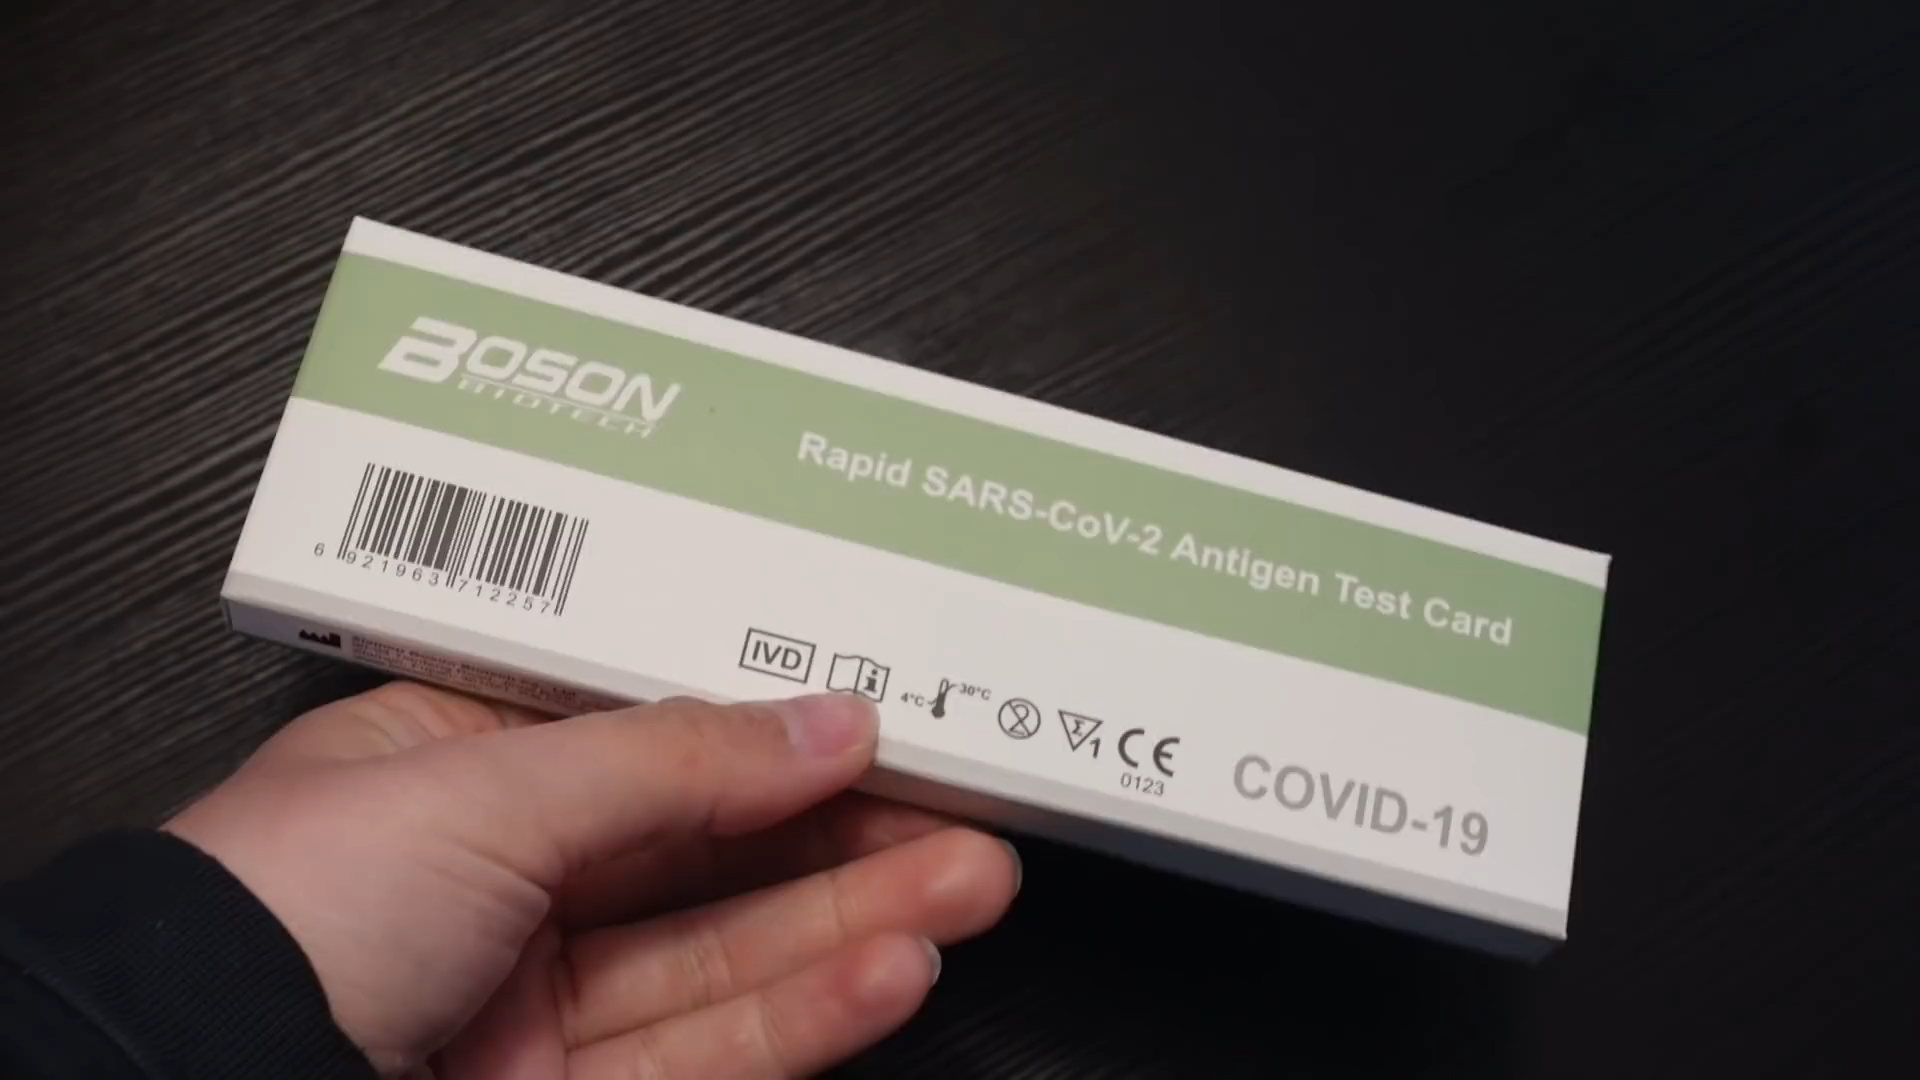 BOSON
BIOTECH
Rapid SARS-CoV-2 Antigen Test Card
6 921963 712257
IVD
i
4°C 30°C
2
Σ
1
CE
0123
COVID-19